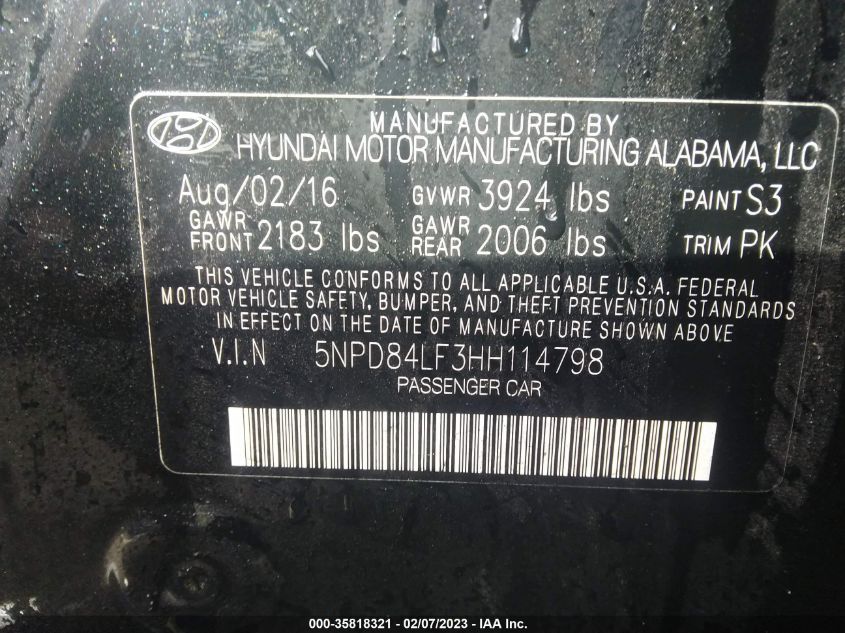 MANUFACTURED BY
HYUNDAI MOTOR MANUFACTURING ALABAMA, LLC
Aug/02/16 GVWR 3924 lbs PAINT S3
GAWR FRONT 2183 lbs GAWR REAR 2006 lbs TRIM PK
THIS VEHICLE CONFORMS TO ALL APPLICABLE U.S.A. FEDERAL
MOTOR VEHICLE SAFETY, BUMPER, AND THEFT PREVENTION STANDARDS
IN EFFECT ON THE DATE OF MANUFACTURE SHOWN ABOVE
V.I.N 5NPD84LF3HH114798
PASSENGER CAR
000-35818321 - 02/07/2023 - IAA Inc.